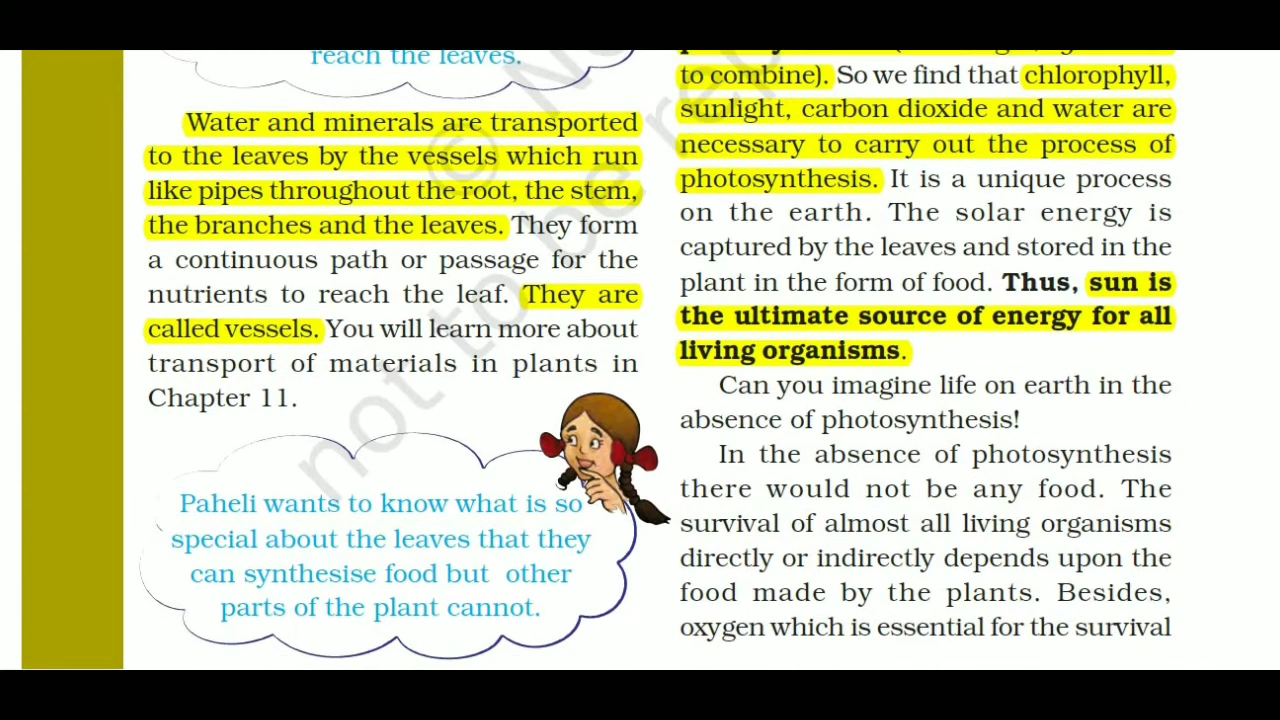 reach the leaves.
Water and minerals are transported
to the leaves by the vessels which run
like pipes throughout the root, the stem,
the branches and the leaves. They form
a continuous path or passage for the
nutrients to reach the leaf. They are
called vessels. You will learn more about
transport of materials in plants in
Chapter 11.
Paheli wants to know what is so
special about the leaves that they
can synthesise food but other
parts of the plant cannot.
to combine). So we find that chlorophyll,
sunlight, carbon dioxide and water are
necessary to carry out the process of
photosynthesis. It is a unique process
on the earth. The solar energy is
captured by the leaves and stored in the
plant in the form of food. Thus, sun is
the ultimate source of energy for all
living organisms.
Can you imagine life on earth in the
absence of photosynthesis!
In the absence of photosynthesis
there would not be any food. The
survival of almost all living organisms
directly or indirectly depends upon the
food made by the plants. Besides,
oxygen which is essential for the survival
© N
not to be rep